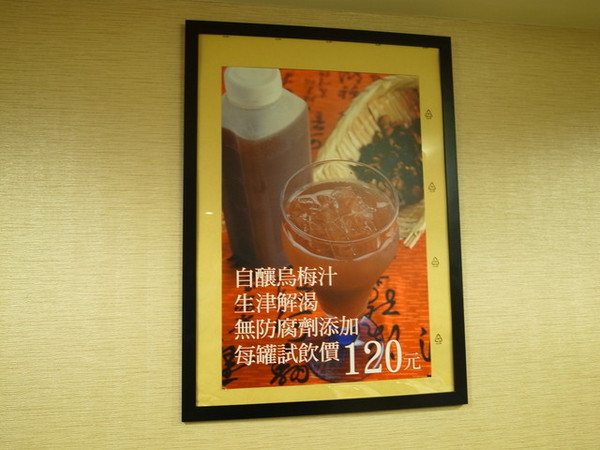 自釀烏梅汁
生津解渴
無防腐劑添加
每罐試飲價120元